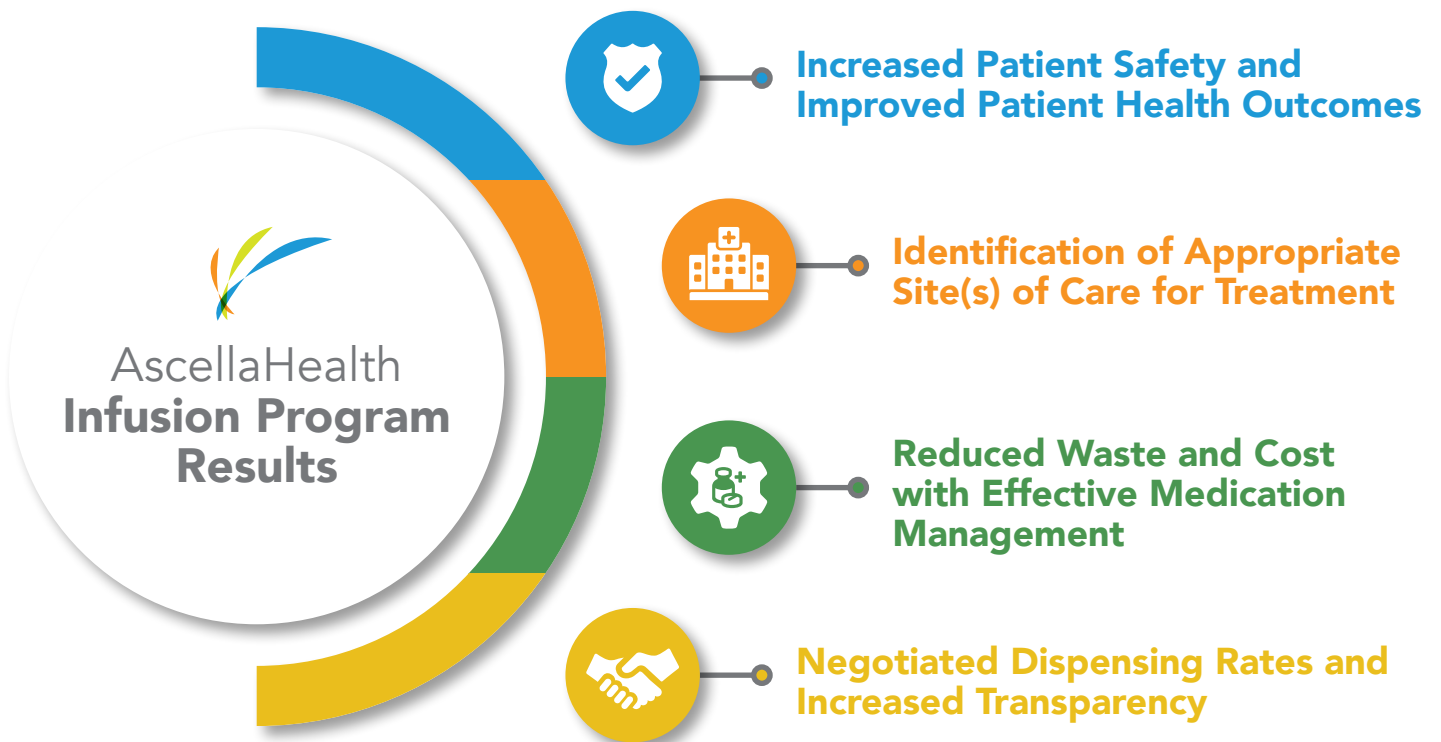 AscellaHealth
Infusion Program
Results
Increased Patient Safety and
Improved Patient Health Outcomes
Identification of Appropriate
Site(s) of Care for Treatment
Reduced Waste and Cost
with Effective Medication
Management
Negotiated Dispensing Rates and
Increased Transparency